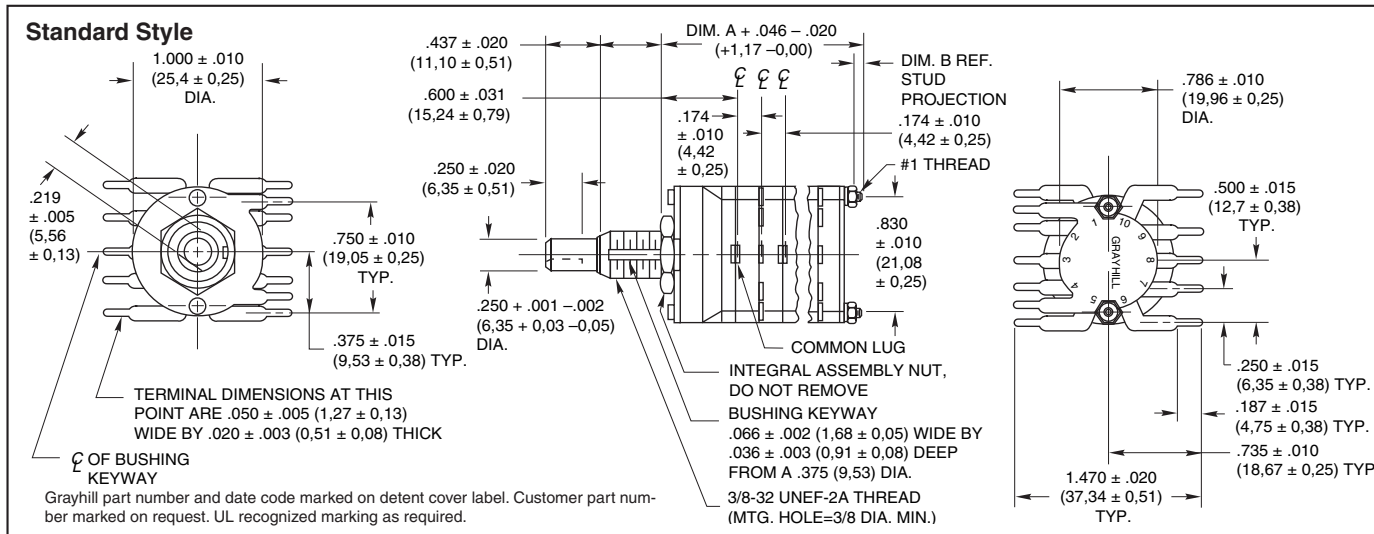 Standard Style
1.000 ± .010
(25,4 ± 0,25)
DIA.
.219
± .005
(5,56
± 0,13)
.750 ± .010
(19,05 ± 0,25)
TYP.
.375 ± .015
(9,53 ± 0,38) TYP.
TERMINAL DIMENSIONS AT THIS
POINT ARE .050 ± .005 (1,27 ± 0,13)
WIDE BY .020 ± .003 (0,51 ± 0,08) THICK
℄ OF BUSHING
KEYWAY
Grayhill part number and date code marked on detent cover label. Customer part num-
ber marked on request. UL recognized marking as required.
.437 ± .020
(11,10 ± 0,51)
.600 ± .031
(15,24 ± 0,79)
.250 ± .020
(6,35 ± 0,51)
.250 + .001 –.002
(6,35 + 0,03 –0,05)
DIA.
DIM. A + .046 – .020
(+1,17 –0,00)
℄ ℄ ℄
.174
± .010
(4,42
± 0,25)
DIM. B REF.
STUD
PROJECTION
.174 ± .010
(4,42 ± 0,25)
#1 THREAD
.830
± .010
(21,08
± 0,25)
COMMON LUG
INTEGRAL ASSEMBLY NUT,
DO NOT REMOVE
BUSHING KEYWAY
.066 ± .002 (1,68 ± 0,05) WIDE BY
.036 ± .003 (0,91 ± 0,08) DEEP
FROM A .375 (9,53) DIA.
3/8-32 UNEF-2A THREAD
(MTG. HOLE=3/8 DIA. MIN.)
.786 ± .010
(19,96 ± 0,25)
DIA.
.500 ± .015
(12,7 ± 0,38)
TYP.
1
2
3
4
5
6
7
8
9
10
GRAYHILL
.250 ± .015
(6,35 ± 0,38) TYP.
.187 ± .015
(4,75 ± 0,38) TYP.
.735 ± .010
(18,67 ± 0,25) TYP
1.470 ± .020
(37,34 ± 0,51)
TYP.